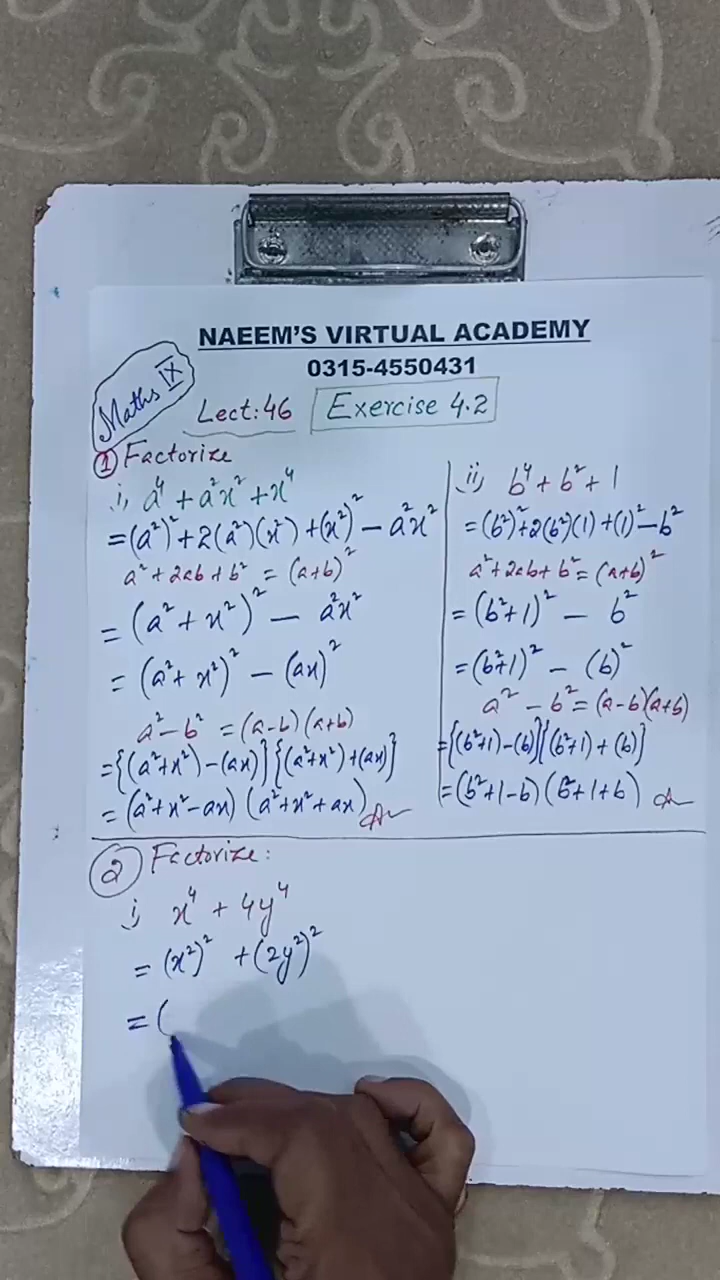 NAEEM'S VIRTUAL ACADEMY
0315-4550431
Maths IX
Lect:46 Exercise 4.2
① Factorize
i, a⁴ + a²x² + x⁴
= (a²)² + 2(a²)(x²) + (x²)² − a²x²
a² + 2ab + b² = (a+b)²
= (a² + x²)² − a²x²
= (a² + x²)² − (ax)²
a² − b² = (a−b)(a+b)
= {(a²+x²) − (ax)}{(a²+x²) + (ax)}
= (a²+x²−ax) (a²+x²+ax)
ii, b⁴ + b² + 1
= (b²)² + 2(b²)(1) + (1)² − b²
a² + 2ab + b² = (a+b)²
= (b²+1)² − b²
= (b²+1)² − (b)²
a² − b² = (a−b)(a+b)
= {(b²+1) − (b)}{(b²+1) + (b)}
= (b²+1−b) (b²+1+b)
② Factorize:
i, x⁴ + 4y⁴
= (x²)² + (2y²)²
= (